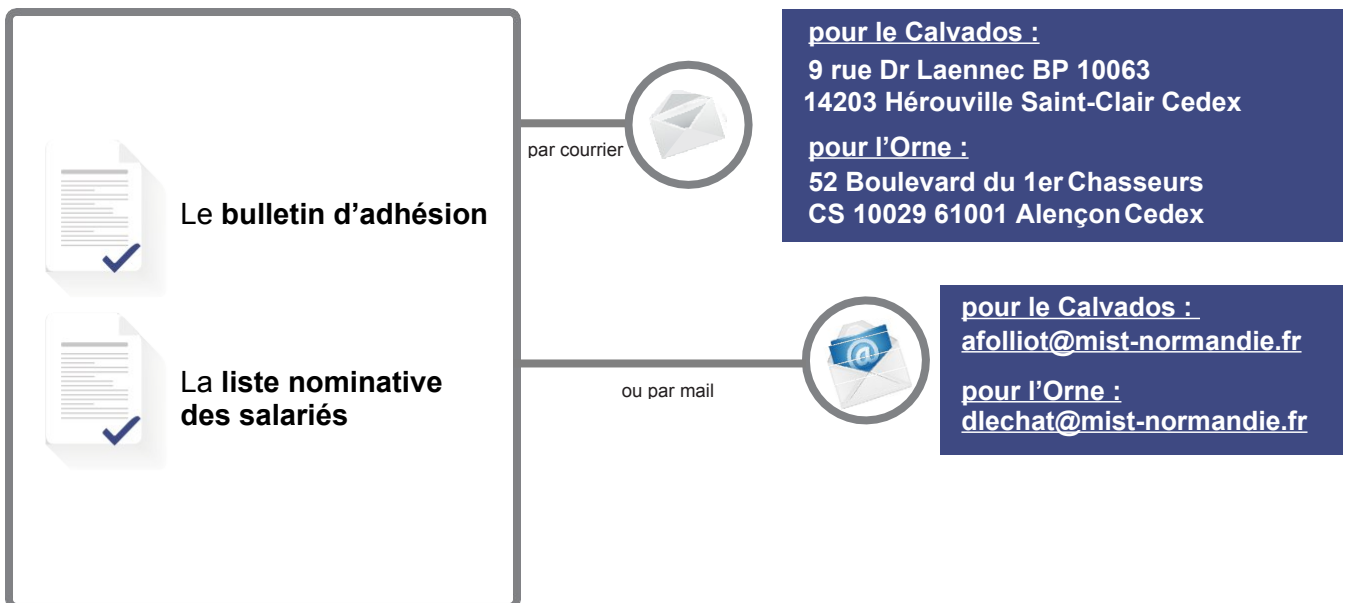 Le bulletin d'adhésion
La liste nominative
des salariés
par courrier
pour le Calvados :
9 rue Dr Laennec BP 10063
14203 Hérouville Saint-Clair Cedex
pour l'Orne :
52 Boulevard du 1er Chasseurs
CS 10029 61001 Alençon Cedex
ou par mail
pour le Calvados :
afolliot@mist-normandie.fr
pour l'Orne :
dlechat@mist-normandie.fr